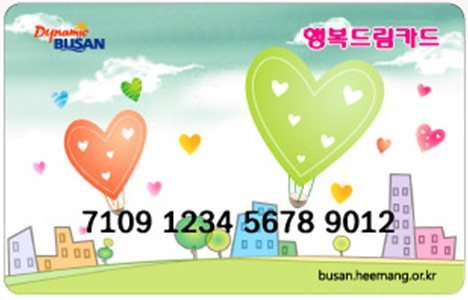 Dynamic
BUSAN
행복드림카드
7109 1234 5678 9012
busan.heemang.or.kr